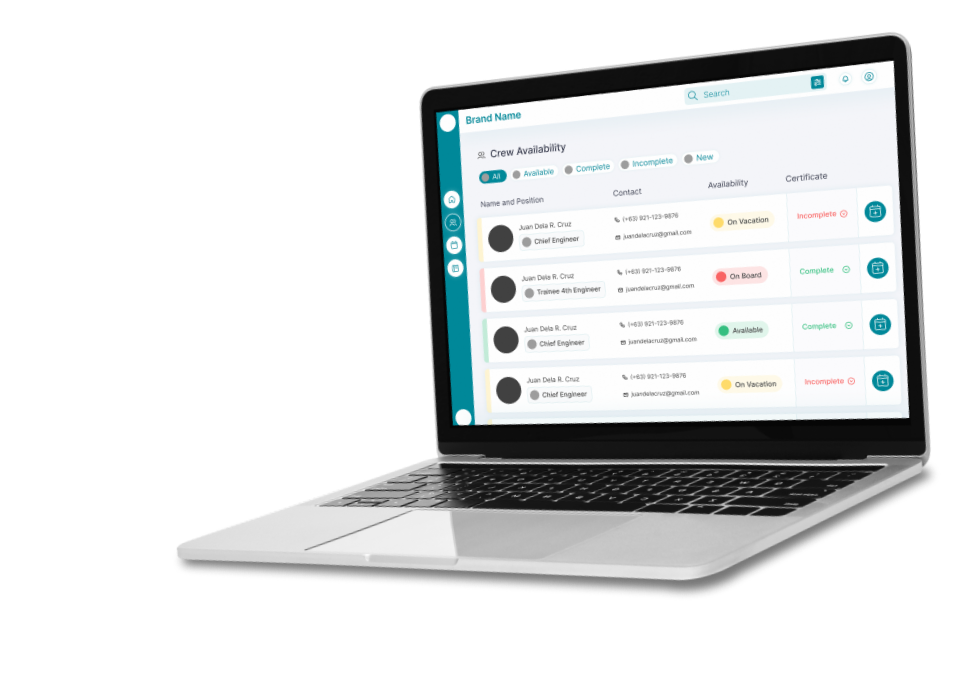 Brand Name
Search
Crew Availability
All Available Complete Incomplete New
Name and Position Contact Availability Certificate
Juan Dela R. Cruz (+63) 921-123-9876 On Vacation Incomplete
Chief Engineer juandelacruz@gmail.com
Juan Dela R. Cruz (+63) 921-123-9876 On Board Complete
Trainee 4th Engineer juandelacruz@gmail.com
Juan Dela R. Cruz (+63) 921-123-9876 Available Complete
Chief Engineer juandelacruz@gmail.com
Juan Dela R. Cruz (+63) 921-123-9876 On Vacation Incomplete
Chief Engineer juandelacruz@gmail.com